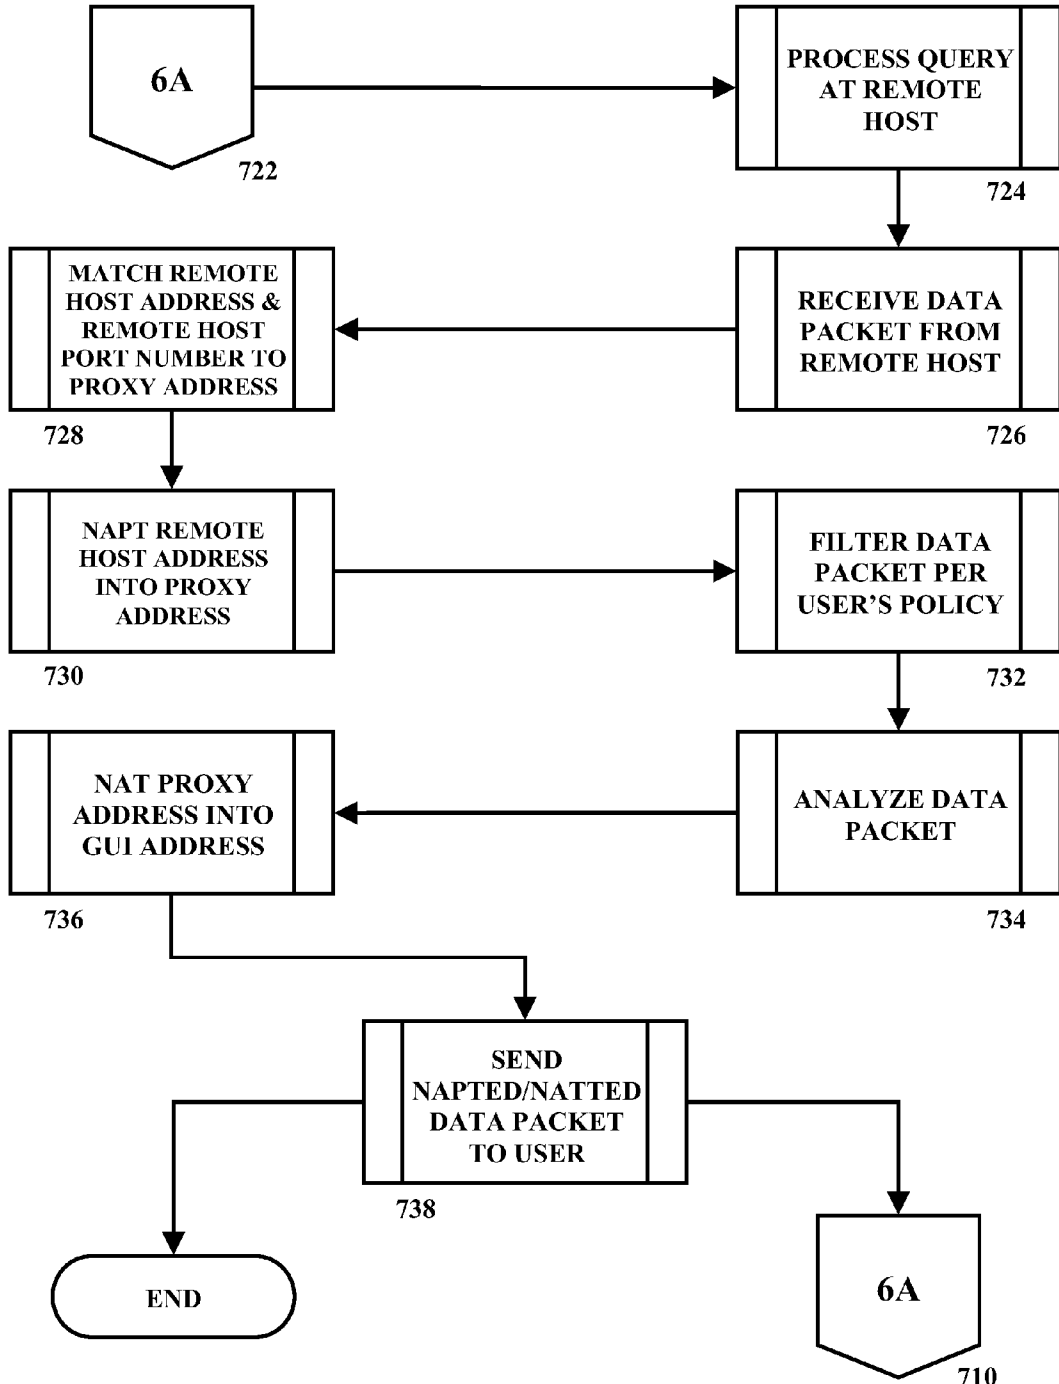 6A
722
PROCESS QUERY
AT REMOTE
HOST
724
RECEIVE DATA
PACKET FROM
REMOTE HOST
726
MATCH REMOTE
HOST ADDRESS &
REMOTE HOST
PORT NUMBER TO
PROXY ADDRESS
728
NAPT REMOTE
HOST ADDRESS
INTO PROXY
ADDRESS
730
FILTER DATA
PACKET PER
USER'S POLICY
732
ANALYZE DATA
PACKET
734
NAT PROXY
ADDRESS INTO
GUI ADDRESS
736
SEND
NAPTED/NATTED
DATA PACKET
TO USER
738
END
6A
710